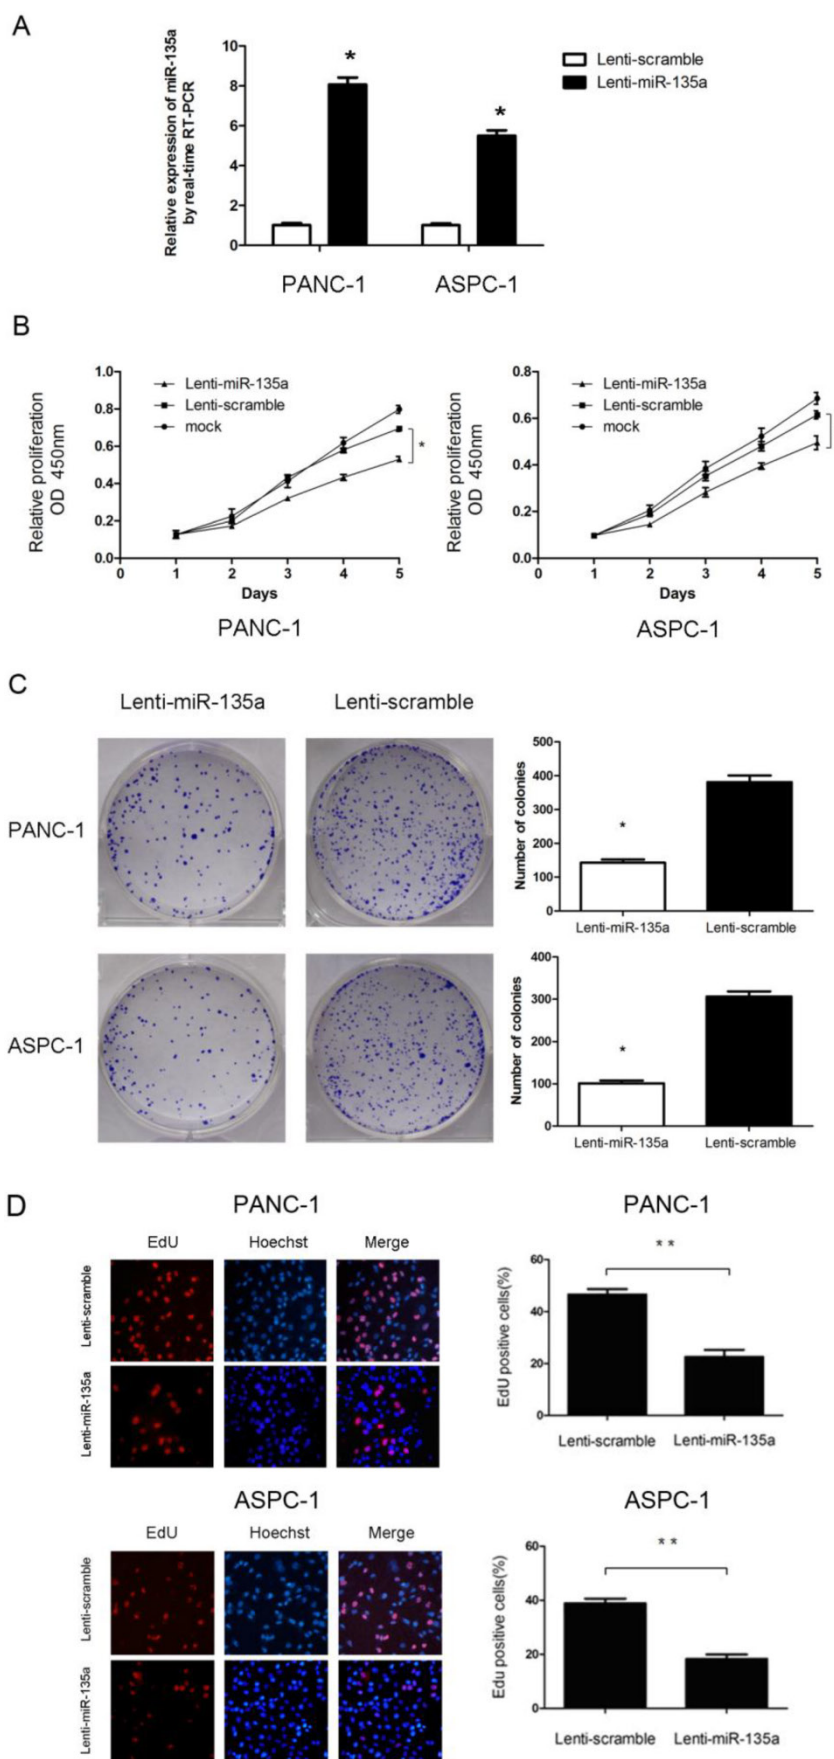 A
Relative expression of miR-135a
by real-time RT-PCR
10
8
6
4
2
0
*
*
Lenti-scramble
Lenti-miR-135a
PANC-1
ASPC-1
B
Relative proliferation
OD 450nm
1.0
0.8
0.6
0.4
0.2
0.0
Lenti-miR-135a
Lenti-scramble
mock
*
0 1 2 3 4 5
Days
PANC-1
Relative proliferation
OD 450nm
0.8
0.6
0.4
0.2
0.0
Lenti-miR-135a
Lenti-scramble
mock
0 1 2 3 4 5
Days
ASPC-1
C
Lenti-miR-135a
Lenti-scramble
PANC-1
Number of colonies
500
400
300
200
100
0
*
Lenti-miR-135a
Lenti-scramble
ASPC-1
Number of colonies
400
300
200
100
0
*
Lenti-miR-135a
Lenti-scramble
D
PANC-1
EdU
Hoechst
Merge
Lenti-scramble
Lenti-miR-135a
PANC-1
EdU positive cells(%)
60
40
20
0
**
Lenti-scramble
Lenti-miR-135a
ASPC-1
EdU
Hoechst
Merge
Lenti-scramble
Lenti-miR-135a
ASPC-1
Edu positive cells(%)
60
40
20
0
**
Lenti-scramble
Lenti-miR-135a